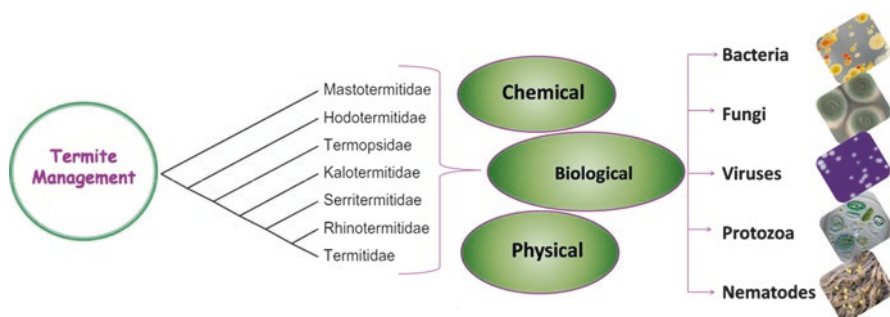 Termite
Management
Mastotermitidae
Hodotermitidae
Termopsidae
Kalotermitidae
Serritermitidae
Rhinotermitidae
Termitidae
Chemical
Biological
Physical
Bacteria
Fungi
Viruses
Protozoa
Nematodes